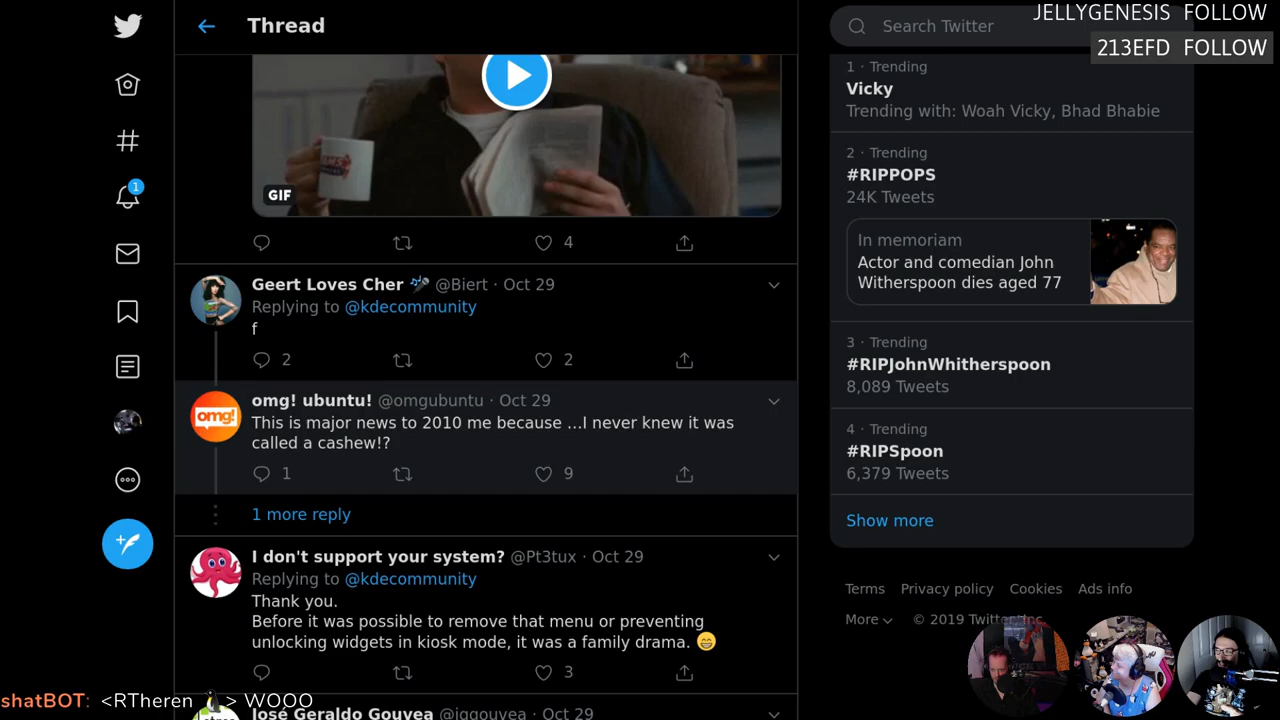 Thread
GIF
4
Geert Loves Cher @Biert · Oct 29
Replying to @kdecommunity
f
2
2
omg!
omg! ubuntu! @omgubuntu · Oct 29
This is major news to 2010 me because ...I never knew it was
called a cashew!?
1
9
1 more reply
I don't support your system? @Pt3tux · Oct 29
Replying to @kdecommunity
Thank you.
Before it was possible to remove that menu or preventing
unlocking widgets in kiosk mode, it was a family drama. 😁
3
José Geraldo Gouvea @jggouvea · Oct 29
1
Search Twitter
JELLYGENESIS FOLLOW
213EFD FOLLOW
1 · Trending
Vicky
Trending with: Woah Vicky, Bhad Bhabie
2 · Trending
#RIPPOPS
24K Tweets
In memoriam
Actor and comedian John
Witherspoon dies aged 77
3 · Trending
#RIPJohnWhitherspoon
8,089 Tweets
4 · Trending
#RIPSpoon
6,379 Tweets
Show more
Terms Privacy policy Cookies Ads info
More © 2019 Twitter, Inc.
shatBOT: <RTheren 🐧> WOOO